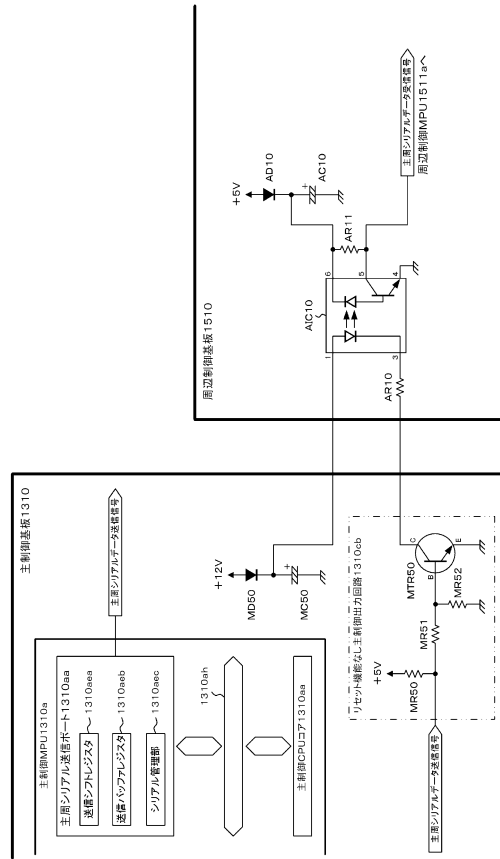 主制御基板1310
主制御MPU1310a
主周シリアル送信ポート1310aa
送信シフトレジスタ
1310aea
送信バッファレジスタ
1310aeb
シリアル管理部
1310aec
主周シリアルデータ送信信号
1310ah
主制御CPUコア1310aa
+12V
MD50
MC50
+
リセット機能なし主制御出力回路1310cb
+5V
MR50
MR51
MR52
MTR50
B
C
E
主周シリアルデータ送信信号
周辺制御基板1510
+5V
AD10
AC10
+
AIC10
1
3
6
5
4
AR10
AR11
主周シリアルデータ受信信号
周辺制御MPU1511aへ